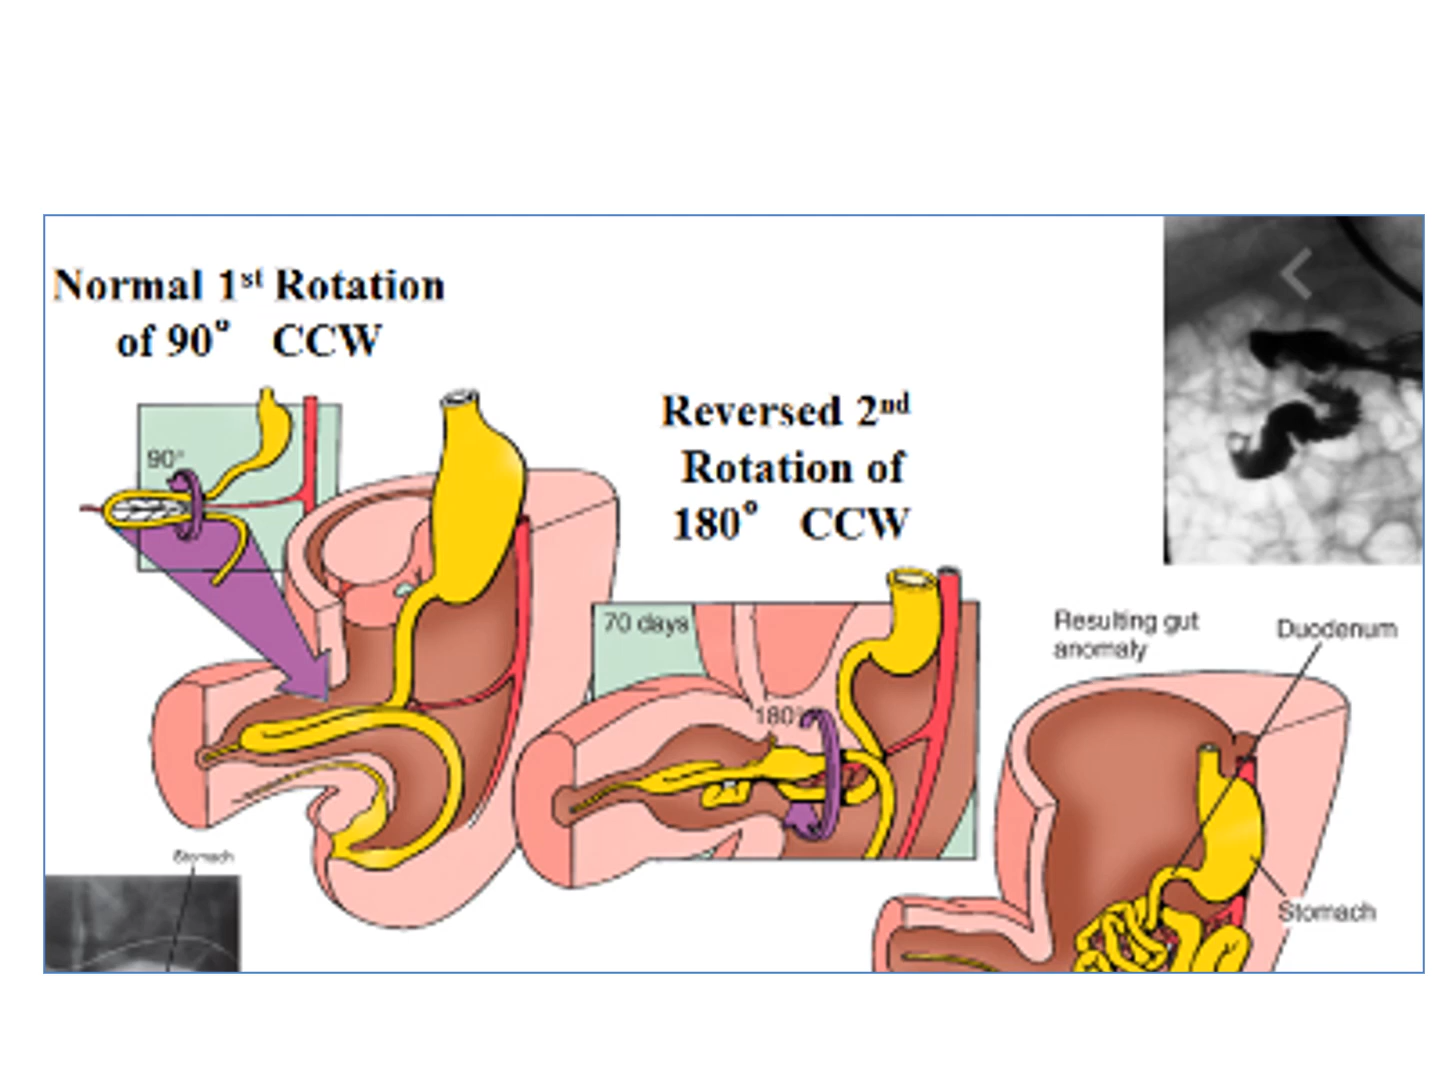 Normal 1st Rotation
of 90° CCW
90°
Reversed 2nd
Rotation of
180° CCW
70 days
180°
Resulting gut
anomaly
Duodenum
Stomach
Stomach